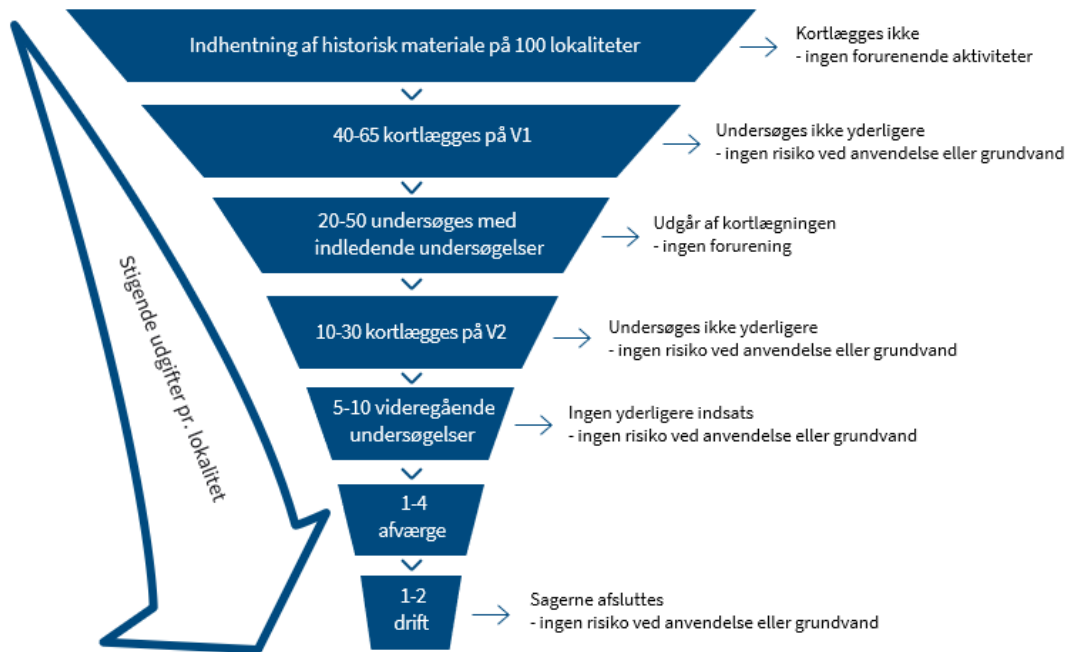 Indhentning af historisk materiale på 100 lokaliteter
Kortlægges ikke
- ingen forurenende aktiviteter
40-65 kortlægges på V1
Undersøges ikke yderligere
- ingen risiko ved anvendelse eller grundvand
20-50 undersøges med
indledende undersøgelser
Udgår af kortlægningen
- ingen forurening
Stigende udgifter pr. lokalitet
10-30 kortlægges på V2
Undersøges ikke yderligere
- ingen risiko ved anvendelse eller grundvand
5-10 videregående
undersøgelser
Ingen yderligere indsats
- ingen risiko ved anvendelse eller grundvand
1-4
afværge
1-2
drift
Sagerne afsluttes
- ingen risiko ved anvendelse eller grundvand